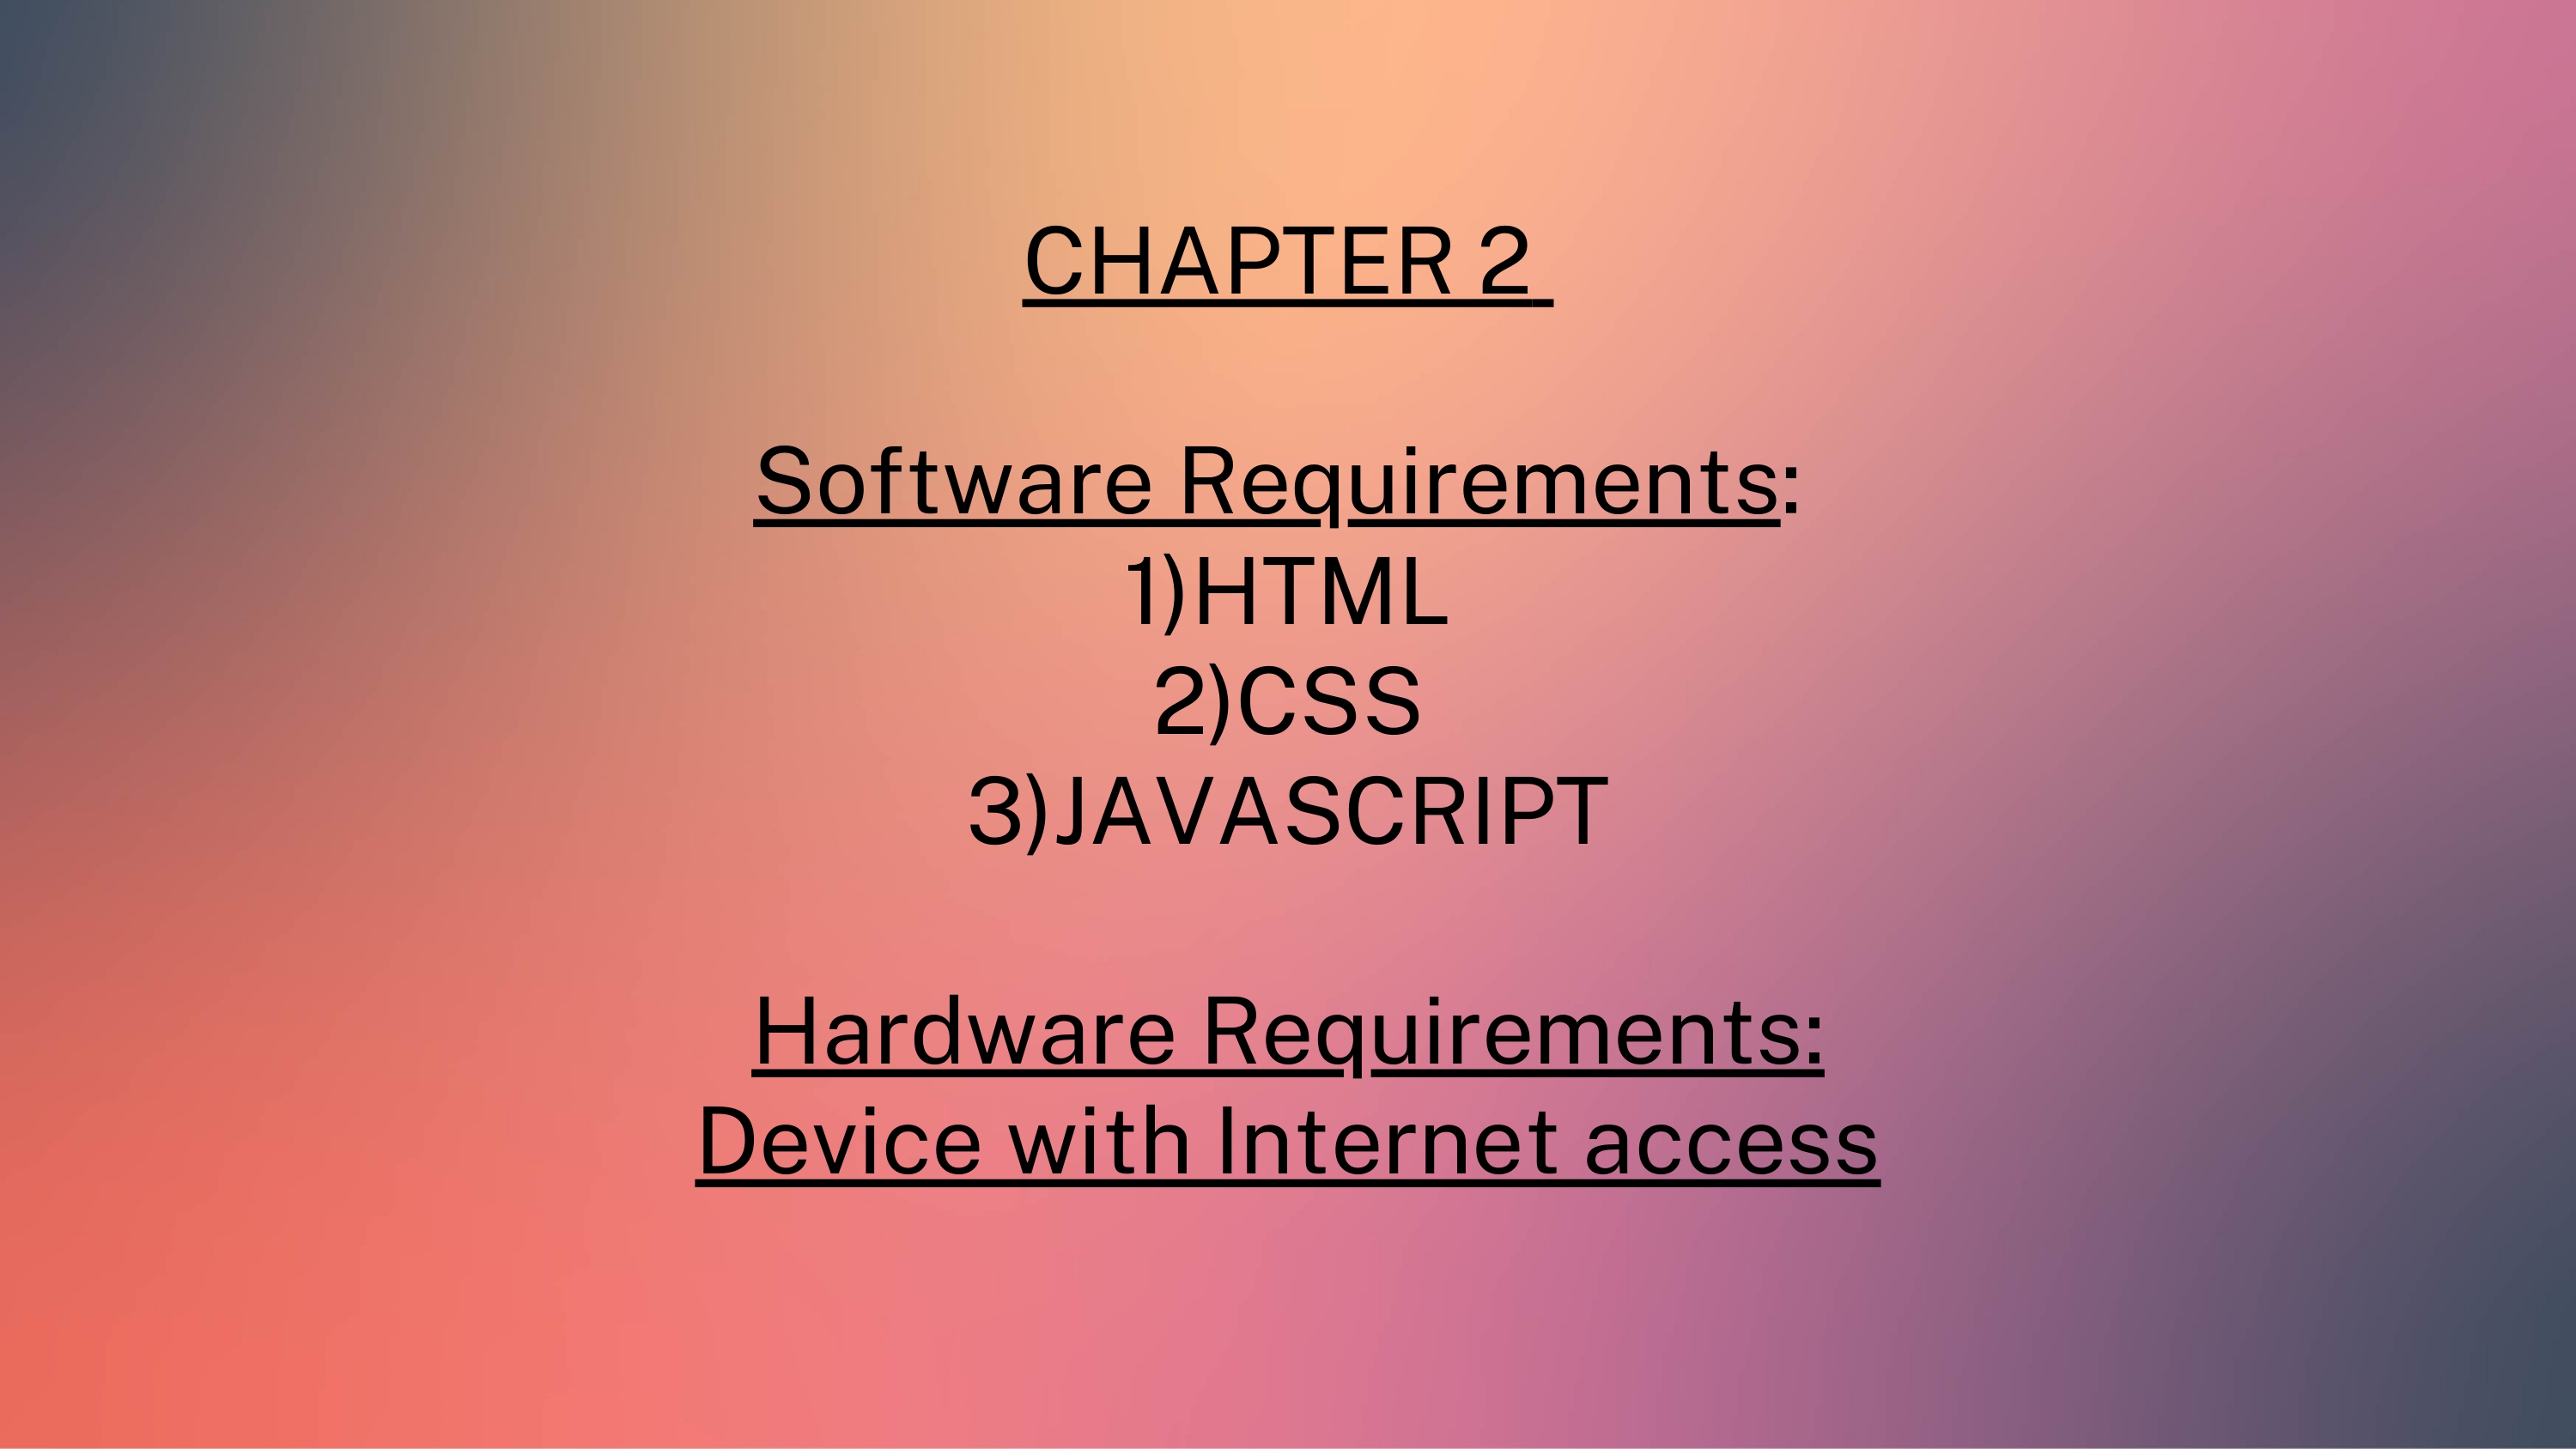 CHAPTER 2
Software Requirements:
1)HTML
2)CSS
3)JAVASCRIPT
Hardware Requirements:
Device with Internet access